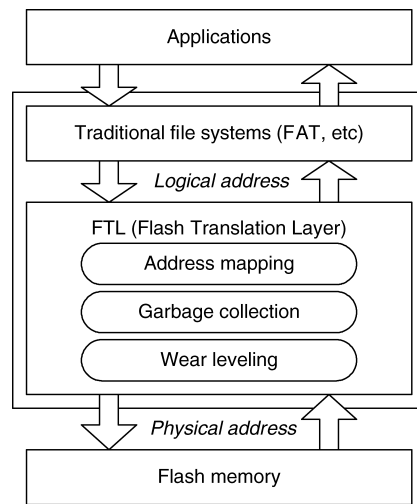 Applications
Traditional file systems (FAT, etc)
Logical address
FTL (Flash Translation Layer)
Address mapping
Garbage collection
Wear leveling
Physical address
Flash memory